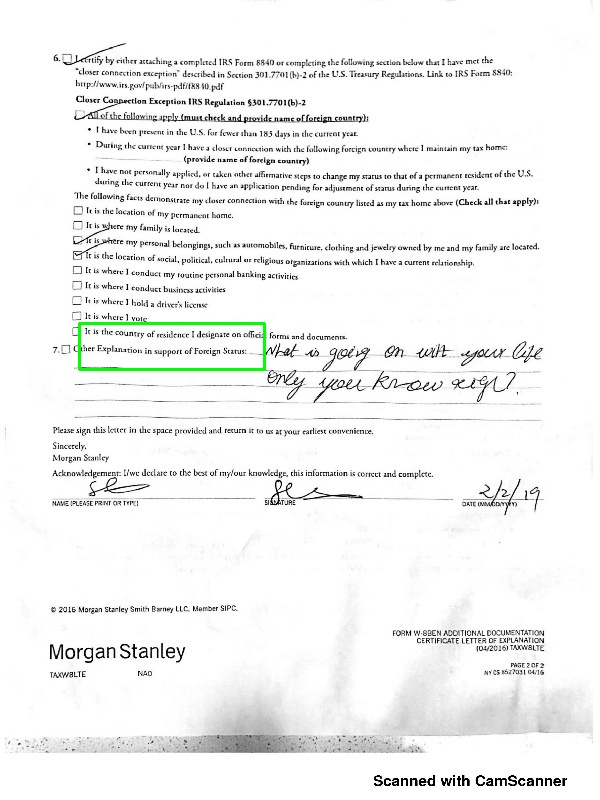 6. I certify by either attaching a completed IRS Form 8840 or completing the following section below that I have met the
"closer connection exception" described in Section 301.7701(b)-2 of the U.S. Treasury Regulations. Link to IRS Form 8840:
http://www.irs.gov/pub/irs-pdf/f8840.pdf
Closer Connection Exception IRS Regulation §301.7701(b)-2
All of the following apply (must check and provide name of foreign country):
• I have been present in the U.S. for fewer than 183 days in the current year.
• During the current year I have a closer connection with the following foreign country where I maintain my tax home:
(provide name of foreign country)
• I have not personally applied, or taken other affirmative steps to change my status to that of a permanent resident of the U.S.
during the current year nor do I have an application pending for adjustment of status during the current year.
The following facts demonstrate my closer connection with the foreign country listed as my tax home above (Check all that apply):
It is the location of my permanent home.
It is where my family is located.
It is where my personal belongings, such as automobiles, furniture, clothing and jewelry owned by me and my family are located.
It is the location of social, political, cultural or religious organizations with which I have a current relationship.
It is where I conduct my routine personal banking activities
It is where I conduct business activities
It is where I hold a driver's license
It is where I vote
It is the country of residence I designate on official forms and documents.
7. Other Explanation in support of Foreign Status: What is going on with your life
only you know
Please sign this letter in the space provided and return it to us at your earliest convenience.
Sincerely,
Morgan Stanley
Acknowledgement: I/we declare to the best of my/our knowledge, this information is correct and complete.
2/2/19
NAME (PLEASE PRINT OR TYPE) SIGNATURE DATE (MM/DD/YYYY)
© 2016 Morgan Stanley Smith Barney LLC. Member SIPC.
FORM W-8BEN ADDITIONAL DOCUMENTATION
CERTIFICATE LETTER OF EXPLANATION
(04/2016) TAXW8LTE
Morgan Stanley
PAGE 2 OF 2
TAXW8LTE NAO
NY CS 8527031 04/16
Scanned with CamScanner